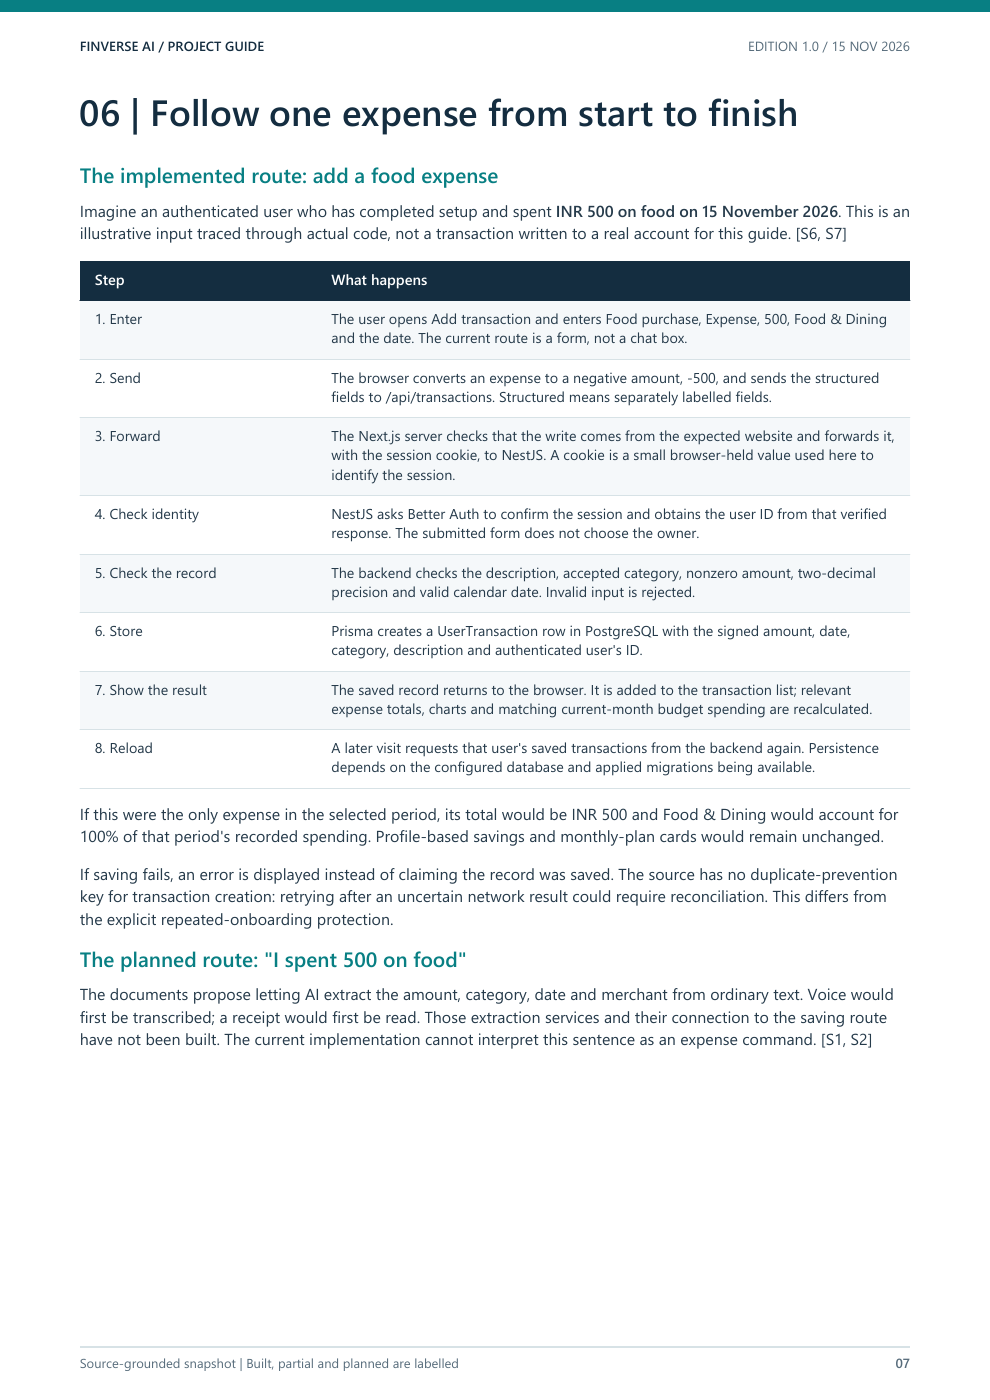 FINVERSE AI / PROJECT GUIDE
EDITION 1.0 / 15 NOV 2026
06 | Follow one expense from start to finish
The implemented route: add a food expense
Imagine an authenticated user who has completed setup and spent INR 500 on food on 15 November 2026. This is an
illustrative input traced through actual code, not a transaction written to a real account for this guide. [S6, S7]
Step
What happens
1. Enter
The user opens Add transaction and enters Food purchase, Expense, 500, Food & Dining
and the date. The current route is a form, not a chat box.
2. Send
The browser converts an expense to a negative amount, -500, and sends the structured
fields to /api/transactions. Structured means separately labelled fields.
3. Forward
The Next.js server checks that the write comes from the expected website and forwards it,
with the session cookie, to NestJS. A cookie is a small browser-held value used here to
identify the session.
4. Check identity
NestJS asks Better Auth to confirm the session and obtains the user ID from that verified
response. The submitted form does not choose the owner.
5. Check the record
The backend checks the description, accepted category, nonzero amount, two-decimal
precision and valid calendar date. Invalid input is rejected.
6. Store
Prisma creates a UserTransaction row in PostgreSQL with the signed amount, date,
category, description and authenticated user's ID.
7. Show the result
The saved record returns to the browser. It is added to the transaction list; relevant
expense totals, charts and matching current-month budget spending are recalculated.
8. Reload
A later visit requests that user's saved transactions from the backend again. Persistence
depends on the configured database and applied migrations being available.
If this were the only expense in the selected period, its total would be INR 500 and Food & Dining would account for
100% of that period's recorded spending. Profile-based savings and monthly-plan cards would remain unchanged.
If saving fails, an error is displayed instead of claiming the record was saved. The source has no duplicate-prevention
key for transaction creation: retrying after an uncertain network result could require reconciliation. This differs from
the explicit repeated-onboarding protection.
The planned route: "I spent 500 on food"
The documents propose letting AI extract the amount, category, date and merchant from ordinary text. Voice would
first be transcribed; a receipt would first be read. Those extraction services and their connection to the saving route
have not been built. The current implementation cannot interpret this sentence as an expense command. [S1, S2]
Source-grounded snapshot | Built, partial and planned are labelled
07